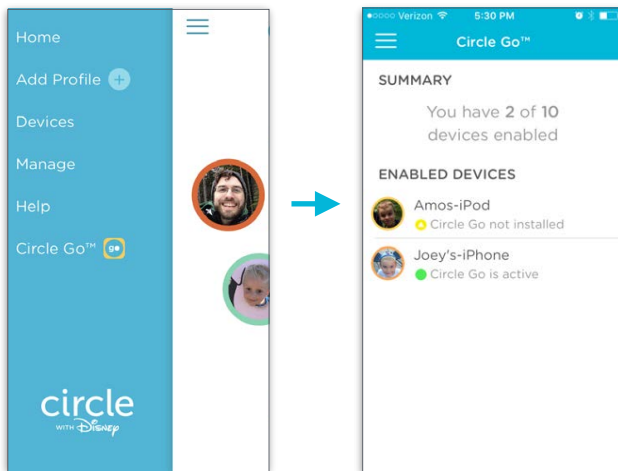 Home
Add Profile +
Devices
Manage
Help
Circle Go™ go
circle
WITH Disney
Verizon 5:30 PM
Circle Go™
SUMMARY
You have 2 of 10
devices enabled
ENABLED DEVICES
Amos-iPod
Circle Go not installed
Joey's-iPhone
Circle Go is active